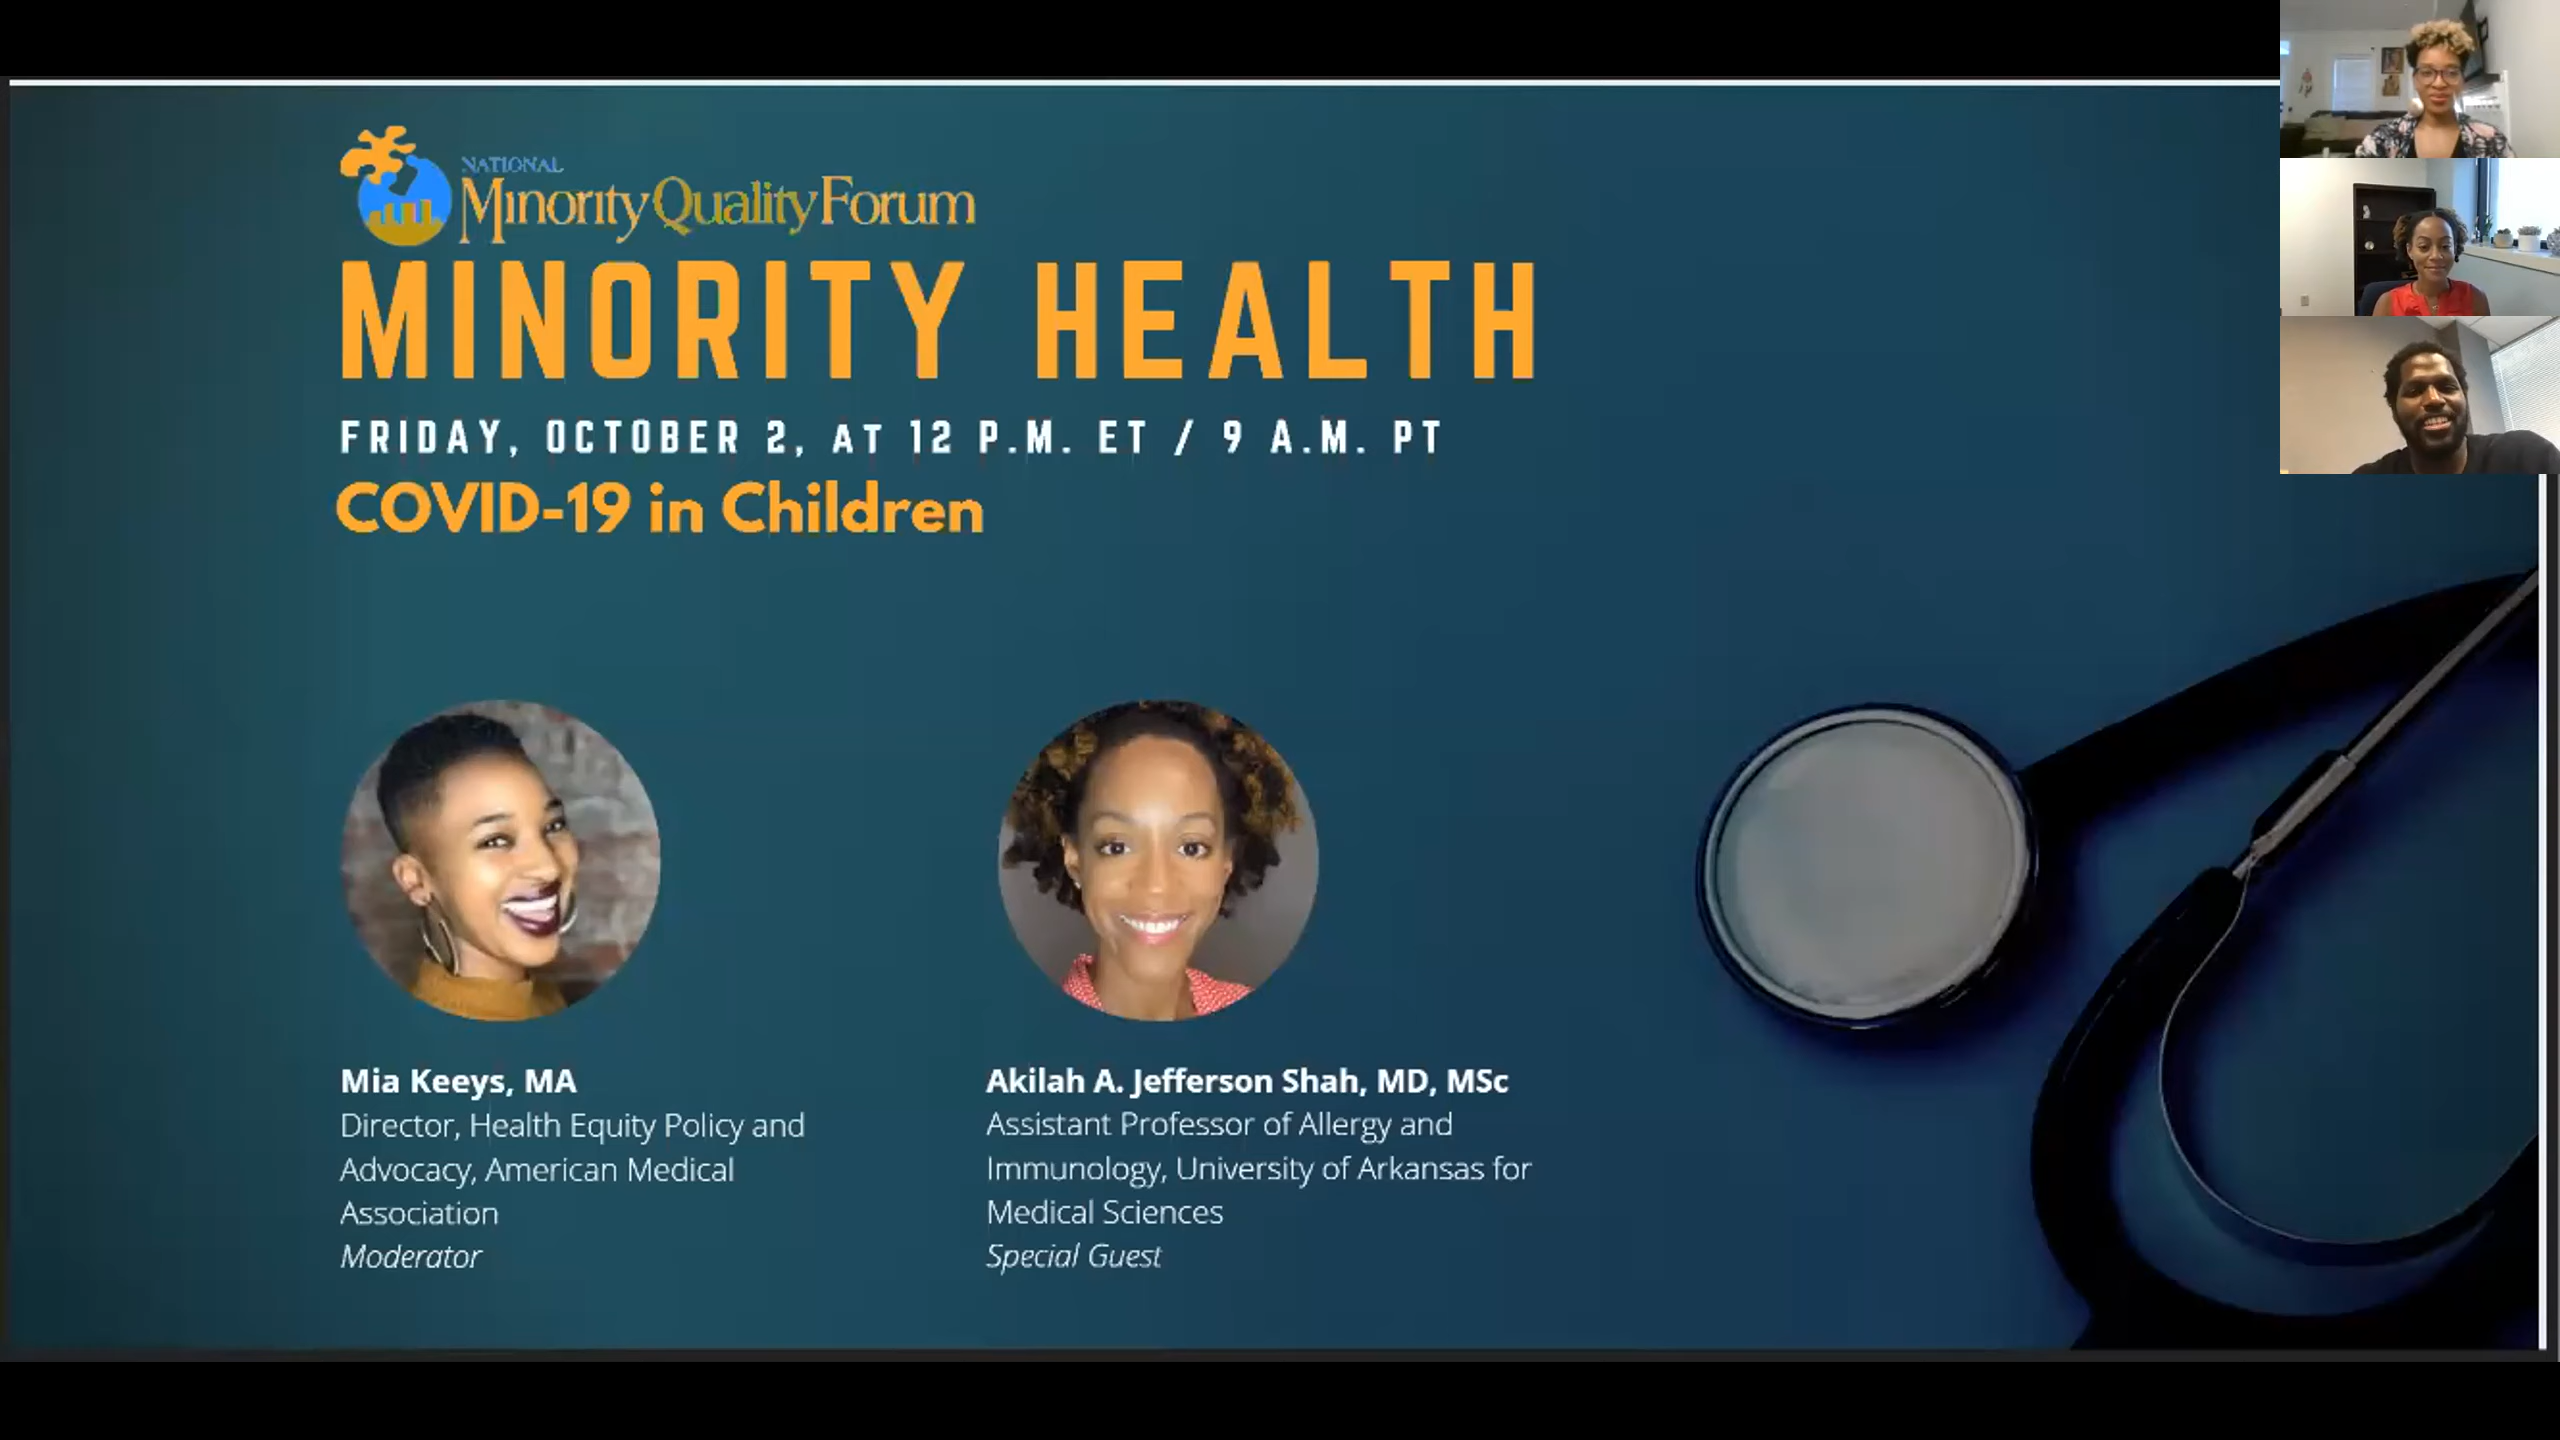 NATIONAL
Minority Quality Forum
MINORITY HEALTH
FRIDAY, OCTOBER 2, AT 12 P.M. ET / 9 A.M. PT
COVID-19 in Children
Mia Keeys, MA
Director, Health Equity Policy and
Advocacy, American Medical
Association
Moderator
Akilah A. Jefferson Shah, MD, MSc
Assistant Professor of Allergy and
Immunology, University of Arkansas for
Medical Sciences
Special Guest